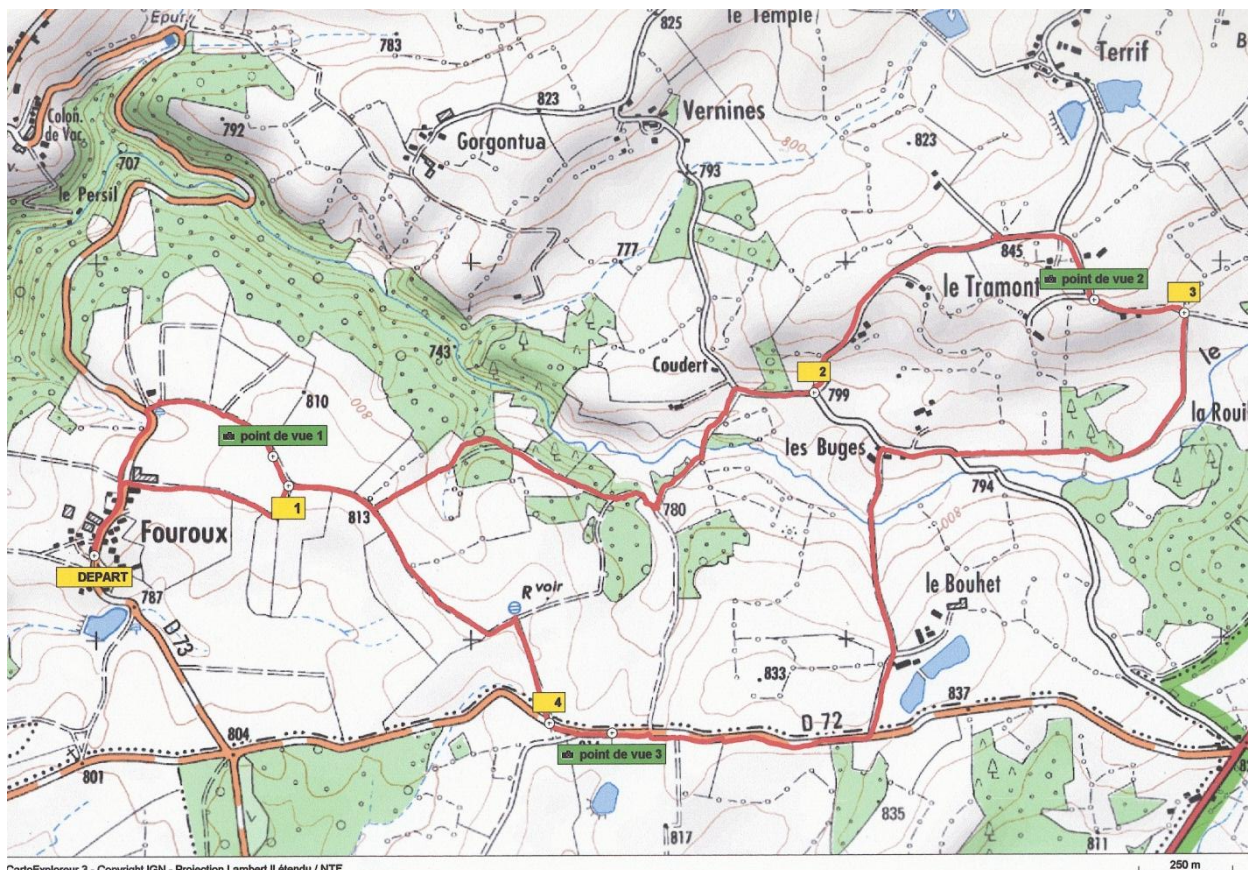 Epur
783
825
le Temple
Terrif
B
Colon.
de Vac.
792
823
Vernines
Gorgontua
800
823
707
793
le Persil
777
845
le Tramont
point de vue 2
3
743
Coudert
2
799
le
la Roui
810
800
point de vue 1
les Buges
1
813
780
794
800
Fouroux
DEPART
R voir
le Bouhet
787
D 73
833
4
837
D 72
804
point de vue 3
801
835
817
811
CartoExploreur 3 - Copyright IGN - Projection Lambert II étendu / NTF
250 m